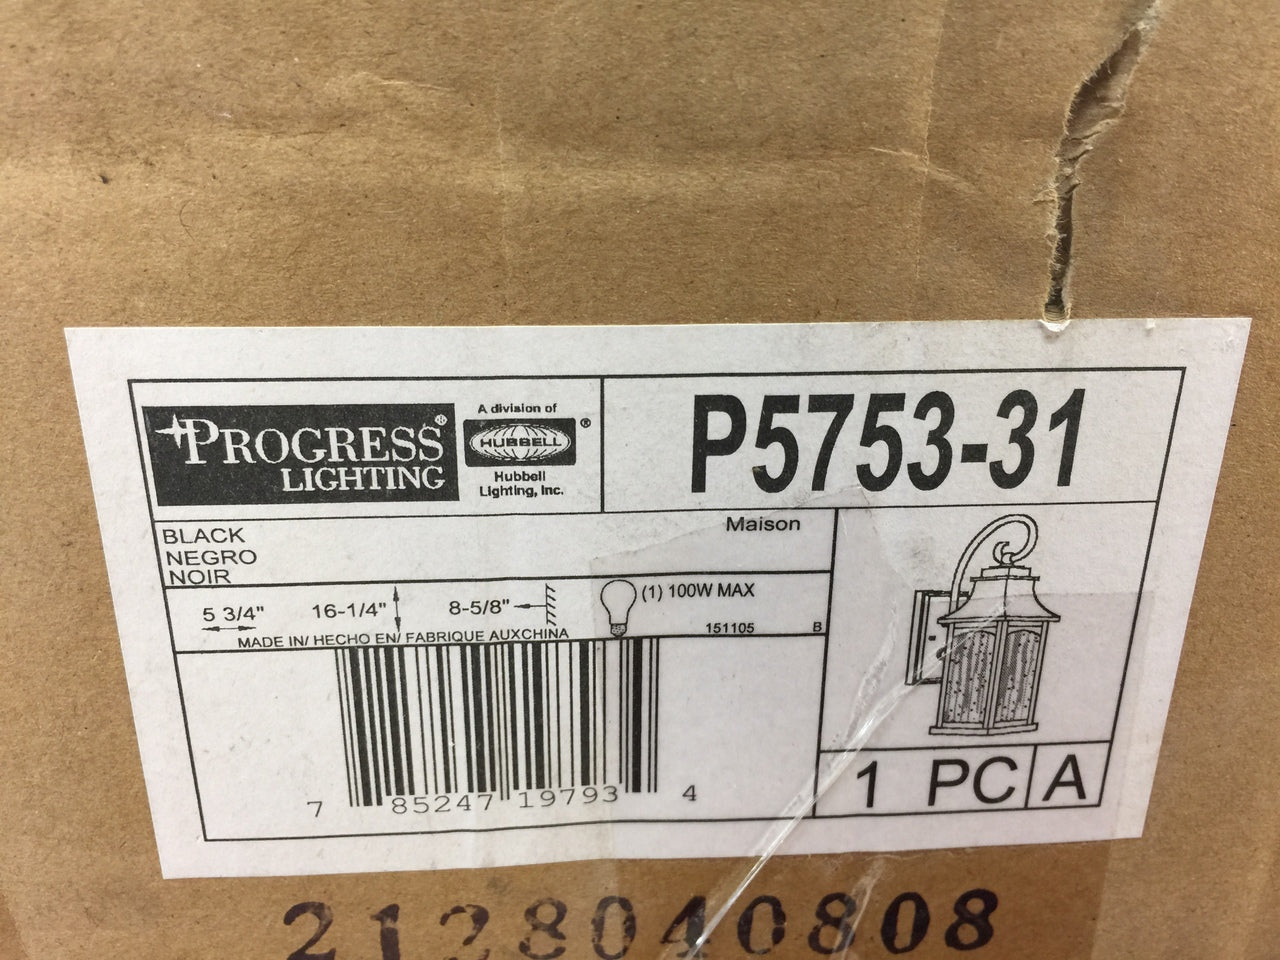 PROGRESS®
LIGHTING
A division of
HUBBELL®
Hubbell
Lighting, Inc.
P5753-31
BLACK
NEGRO
NOIR
Maison
5 3/4" 16-1/4" 8-5/8" (1) 100W MAX
MADE IN/ HECHO EN/ FABRIQUE AUXCHINA
151105 B
7 85247 19793 4
1 PC A
2128040808